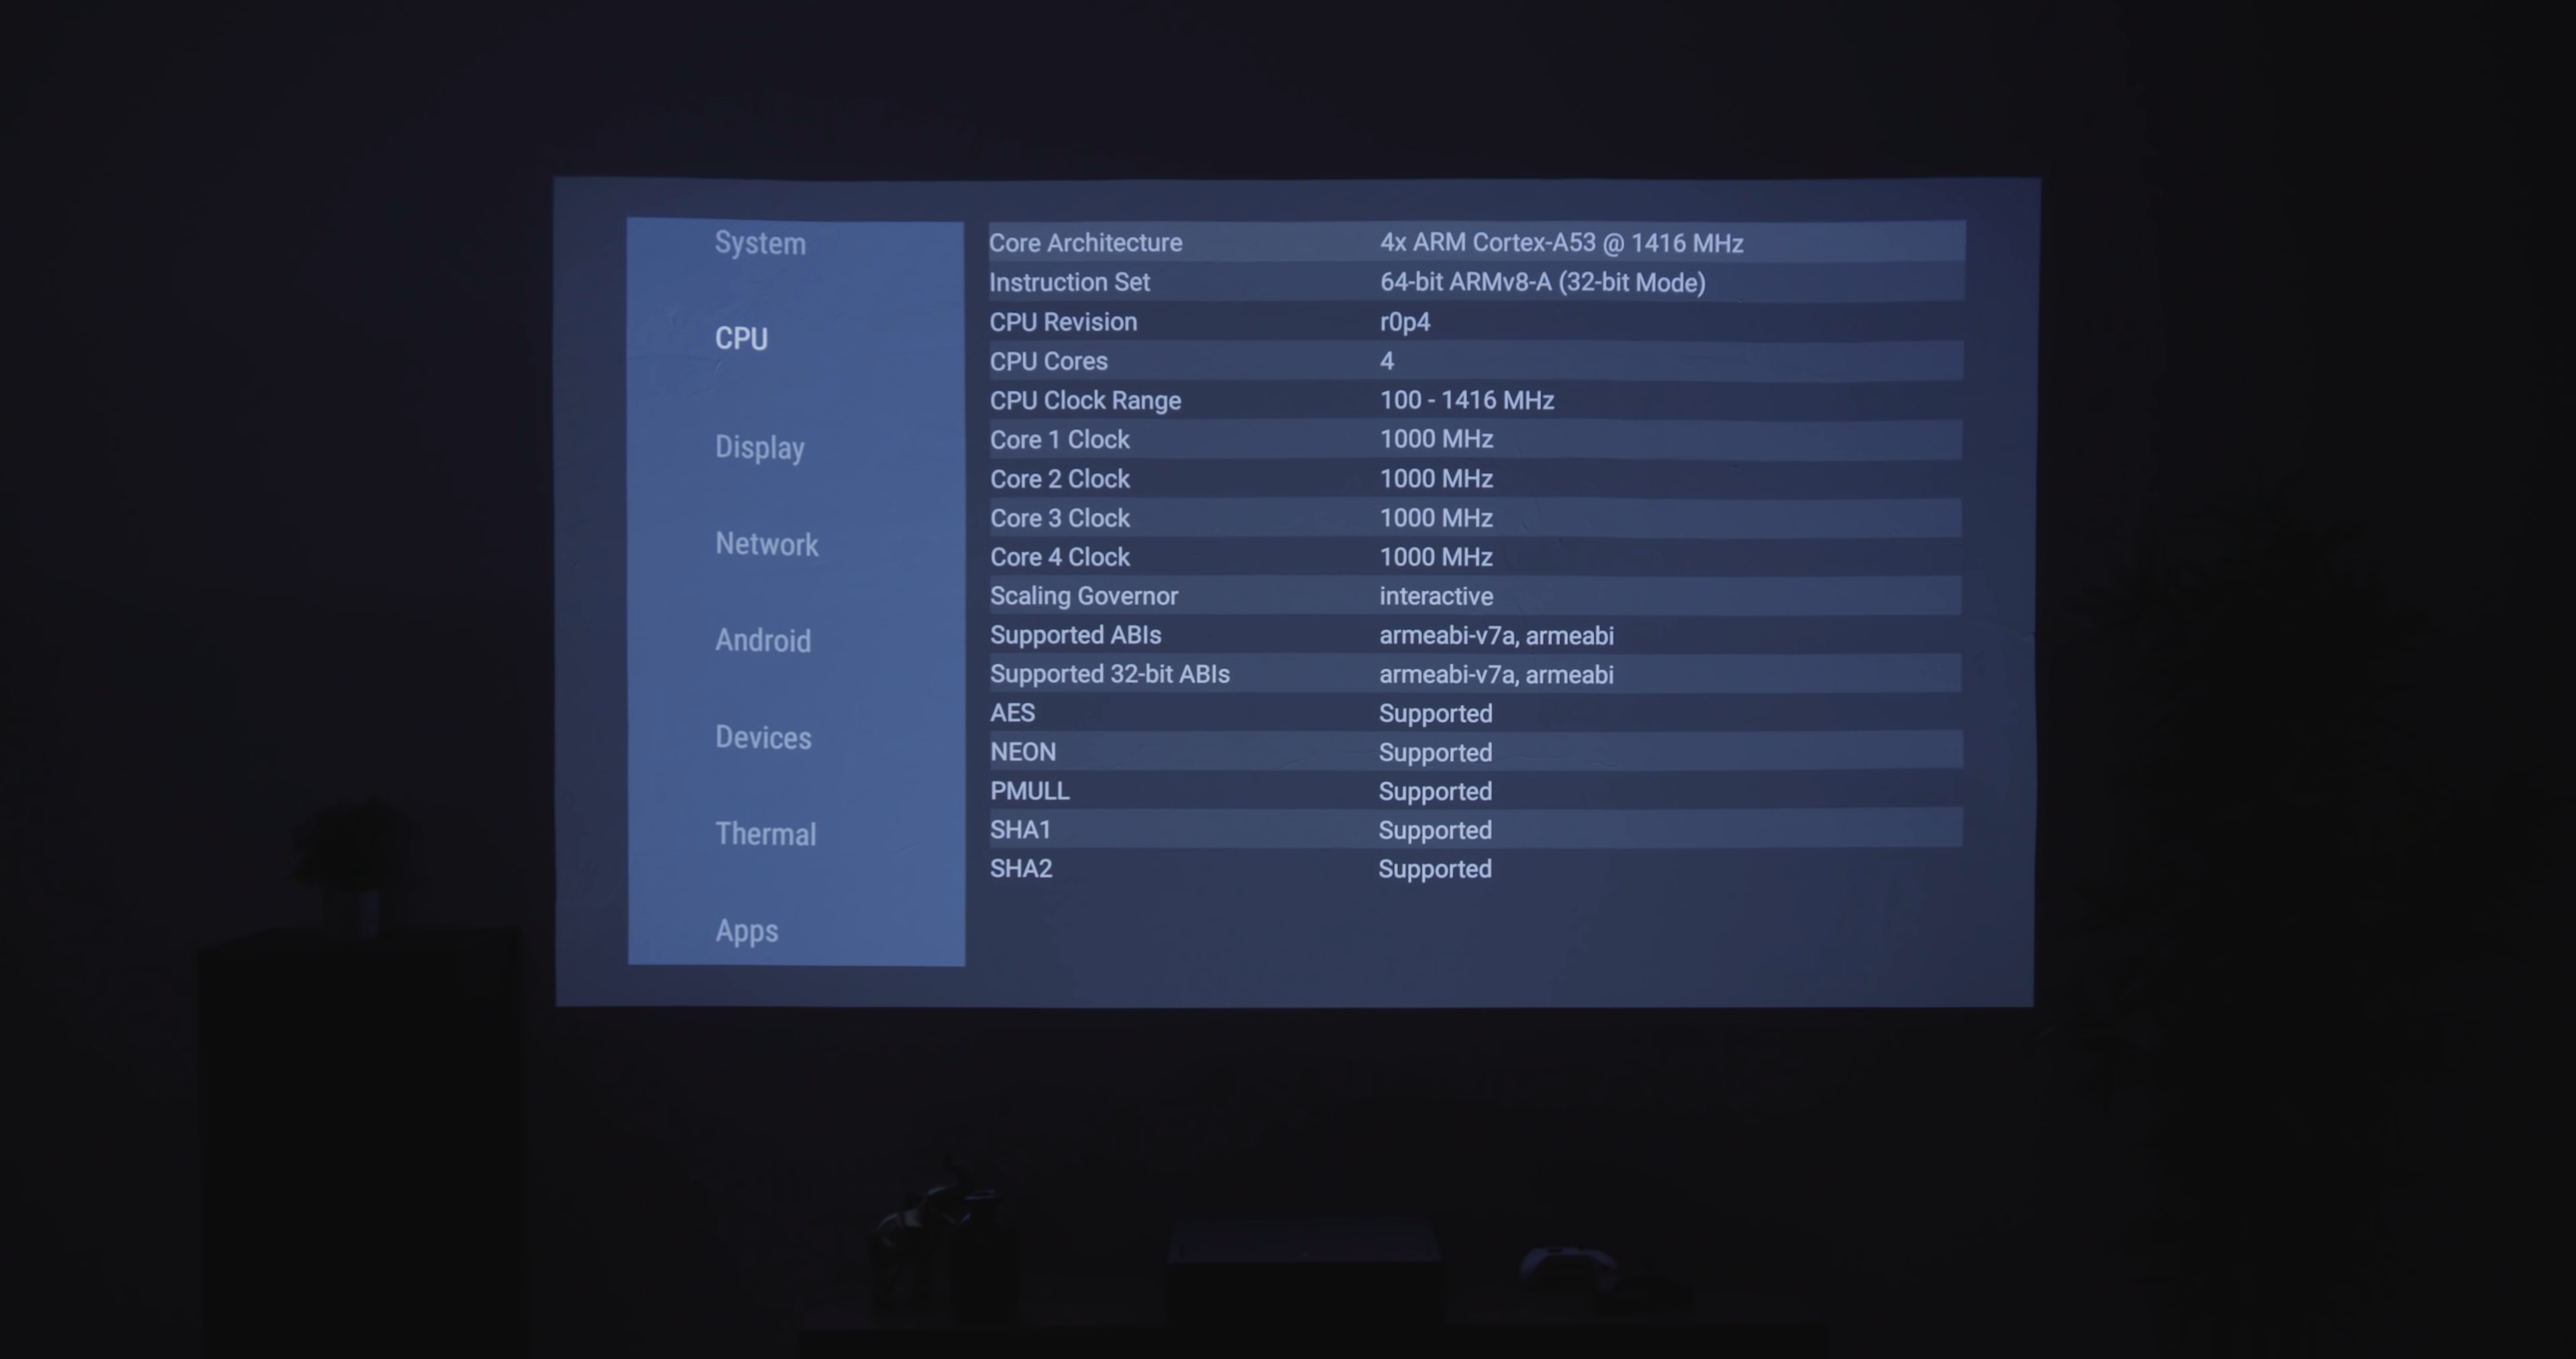 System
CPU
Display
Network
Android
Devices
Thermal
Apps
Core Architecture 4x ARM Cortex-A53 @ 1416 MHz
Instruction Set 64-bit ARMv8-A (32-bit Mode)
CPU Revision r0p4
CPU Cores 4
CPU Clock Range 100 - 1416 MHz
Core 1 Clock 1000 MHz
Core 2 Clock 1000 MHz
Core 3 Clock 1000 MHz
Core 4 Clock 1000 MHz
Scaling Governor interactive
Supported ABIs armeabi-v7a, armeabi
Supported 32-bit ABIs armeabi-v7a, armeabi
AES Supported
NEON Supported
PMULL Supported
SHA1 Supported
SHA2 Supported